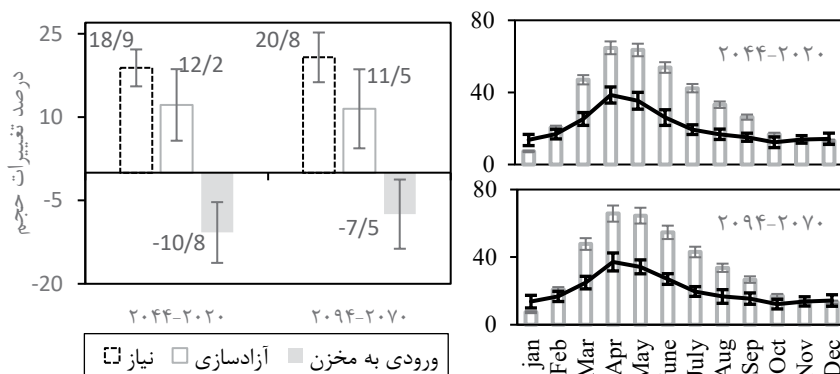 درصد تغییرات حجم
25
10
-5
-20
18/9
12/2
-10/8
20/8
11/5
-7/5
۲۰۲۰-۲۰۴۴
۲۰۷۰-۲۰۹۴
نیاز
آزادسازی
ورودی به مخزن
80
40
0
۲۰۲۰-۲۰۴۴
80
40
0
۲۰۷۰-۲۰۹۴
jan
Feb
Mar
Apr
May
June
July
Aug
Sep
Oct
Nov
Dec